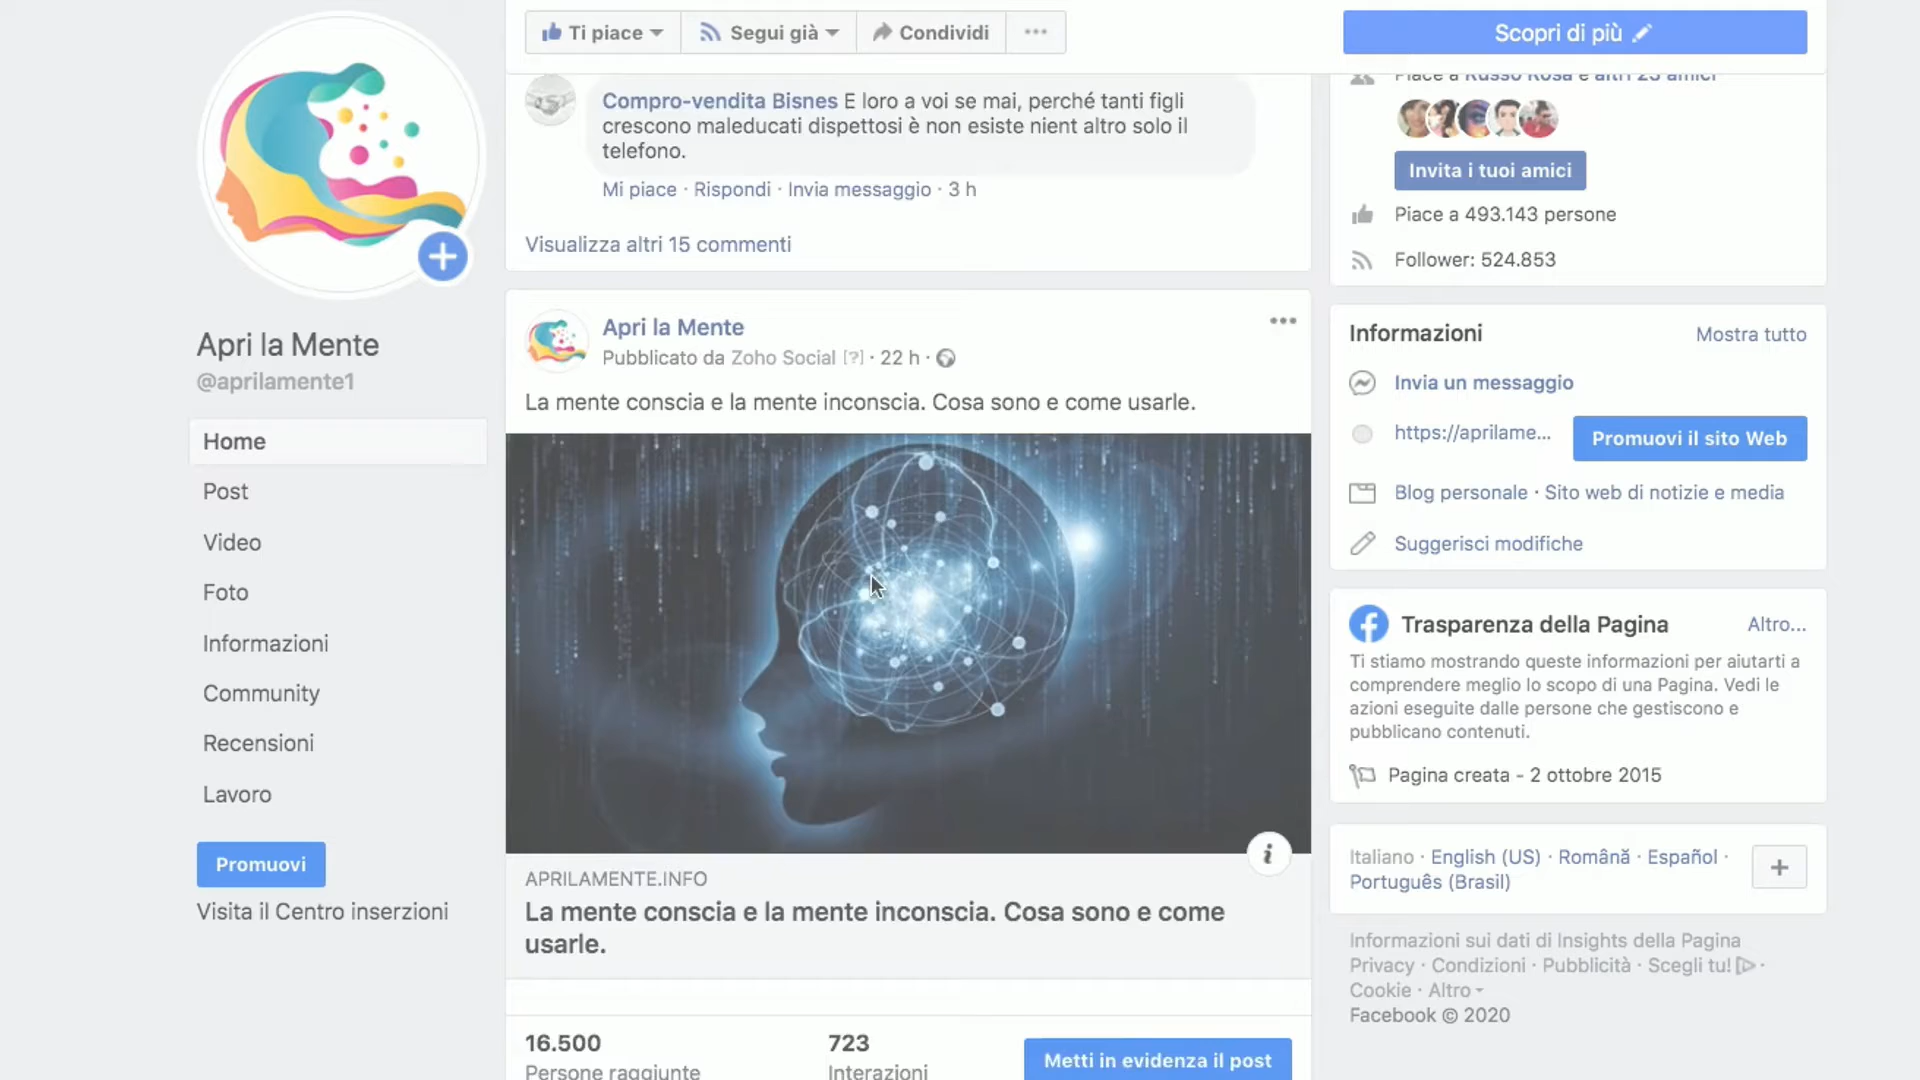 Ti piace
Segui già
Condividi
Scopri di più
Compro-vendita Bisnes E loro a voi se mai, perché tanti figli
crescono maleducati dispettosi è non esiste nient altro solo il
telefono.
Mi piace · Rispondi · Invia messaggio · 3 h
Visualizza altri 15 commenti
Apri la Mente
@aprilamente1
Home
Post
Video
Foto
Informazioni
Community
Recensioni
Lavoro
Promuovi
Visita il Centro inserzioni
Apri la Mente
Pubblicato da Zoho Social [?] · 22 h ·
La mente conscia e la mente inconscia. Cosa sono e come usarle.
APRILAMENTE.INFO
La mente conscia e la mente inconscia. Cosa sono e come
usarle.
16.500
Persone raggiunte
723
Interazioni
Metti in evidenza il post
Piace a Russo Rosa e altri 23 amici
Invita i tuoi amici
Piace a 493.143 persone
Follower: 524.853
Informazioni
Mostra tutto
Invia un messaggio
https://aprilame...
Promuovi il sito Web
Blog personale · Sito web di notizie e media
Suggerisci modifiche
Trasparenza della Pagina
Altro...
Ti stiamo mostrando queste informazioni per aiutarti a
comprendere meglio lo scopo di una Pagina. Vedi le
azioni eseguite dalle persone che gestiscono e
pubblicano contenuti.
Pagina creata - 2 ottobre 2015
Italiano · English (US) · Română · Español ·
Português (Brasil)
Informazioni sui dati di Insights della Pagina
Privacy · Condizioni · Pubblicità · Scegli tu! ·
Cookie · Altro
Facebook © 2020